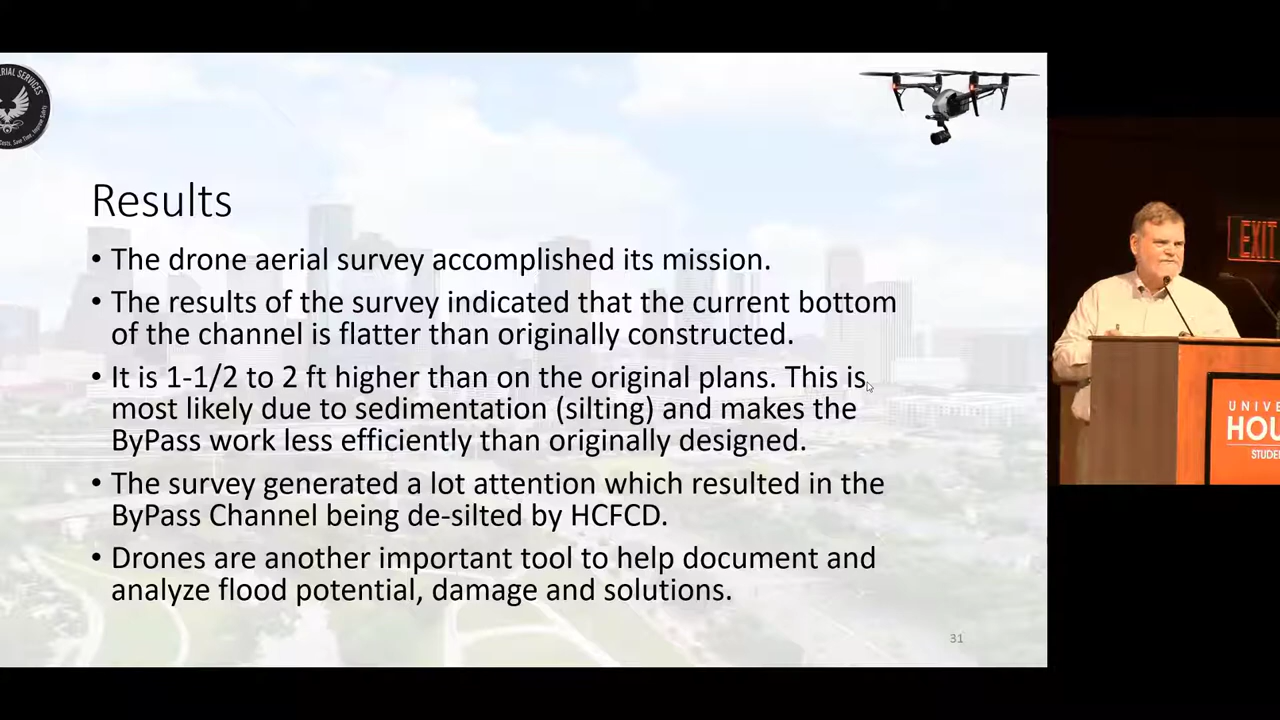 Results
• The drone aerial survey accomplished its mission.
• The results of the survey indicated that the current bottom
of the channel is flatter than originally constructed.
• It is 1-1/2 to 2 ft higher than on the original plans. This is
most likely due to sedimentation (silting) and makes the
ByPass work less efficiently than originally designed.
• The survey generated a lot attention which resulted in the
ByPass Channel being de-silted by HCFCD.
• Drones are another important tool to help document and
analyze flood potential, damage and solutions.
31
EXIT
UNIVE
HOU
STUDE